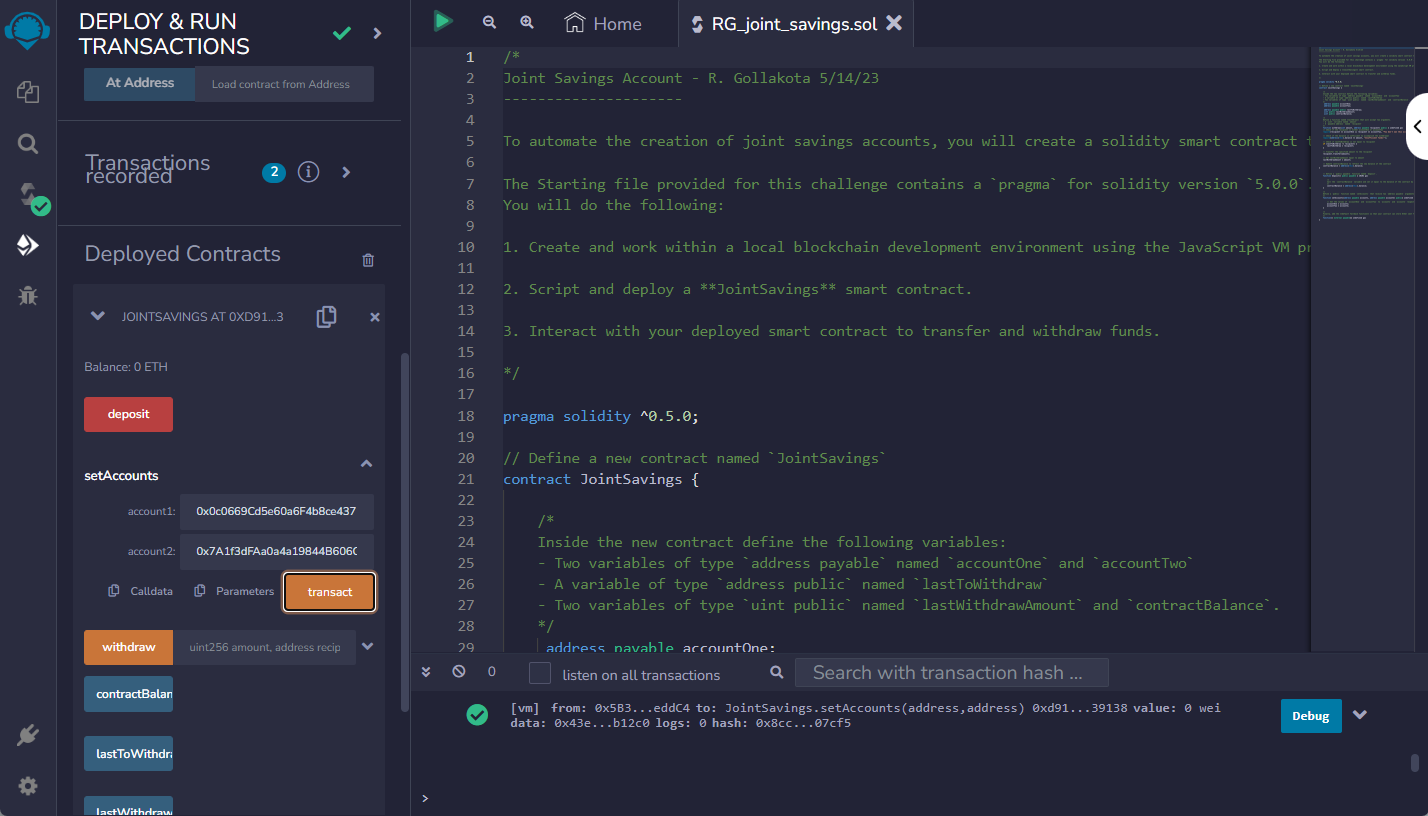 DEPLOY & RUN
TRANSACTIONS
At Address
Load contract from Address
Transactions
recorded
2
i
Deployed Contracts
JOINTSAVINGS AT 0XD91...3
Balance: 0 ETH
deposit
setAccounts
account1:
0x0c0669Cd5e60a6F4b8ce437
account2:
0x7A1f3dFAa0a4a19844B606C
Calldata
Parameters
transact
withdraw
uint256 amount, address recip
contractBalan
lastToWithdra
lastWithdraw
Home
RG_joint_savings.sol
1 /*
2 Joint Savings Account - R. Gollakota 5/14/23
3 ---------------------
4
5 To automate the creation of joint savings accounts, you will create a solidity smart contract t
6
7 The Starting file provided for this challenge contains a `pragma` for solidity version `5.0.0`.
8 You will do the following:
9
10 1. Create and work within a local blockchain development environment using the JavaScript VM pr
11
12 2. Script and deploy a **JointSavings** smart contract.
13
14 3. Interact with your deployed smart contract to transfer and withdraw funds.
15
16 */
17
18 pragma solidity ^0.5.0;
19
20 // Define a new contract named `JointSavings`
21 contract JointSavings {
22
23 /*
24 Inside the new contract define the following variables:
25 - Two variables of type `address payable` named `accountOne` and `accountTwo`
26 - A variable of type `address public` named `lastToWithdraw`
27 - Two variables of type `uint public` named `lastWithdrawAmount` and `contractBalance`.
28 */
29 address payable accountOne;
0
listen on all transactions
Search with transaction hash ...
[vm] from: 0x5B3...eddC4 to: JointSavings.setAccounts(address,address) 0xd91...39138 value: 0 wei
data: 0x43e...b12c0 logs: 0 hash: 0x8cc...07cf5
Debug
>